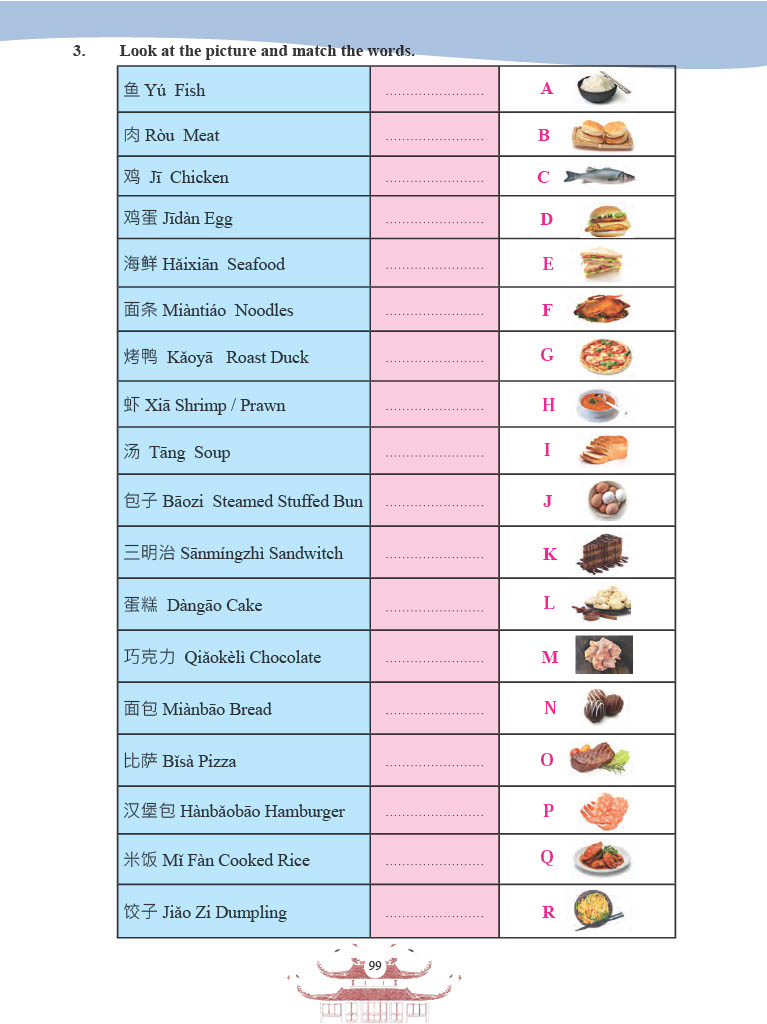 3. Look at the picture and match the words.
鱼 Yú Fish ........................ A
肉 Ròu Meat ........................ B
鸡 Jī Chicken ........................ C
鸡蛋 Jīdàn Egg ........................ D
海鲜 Hǎixiān Seafood ........................ E
面条 Miàntiáo Noodles ........................ F
烤鸭 Kǎoyā Roast Duck ........................ G
虾 Xiā Shrimp / Prawn ........................ H
汤 Tāng Soup ........................ I
包子 Bāozi Steamed Stuffed Bun ........................ J
三明治 Sānmíngzhì Sandwitch ........................ K
蛋糕 Dàngāo Cake ........................ L
巧克力 Qiǎokèlì Chocolate ........................ M
面包 Miànbāo Bread ........................ N
比萨 Bǐsà Pizza ........................ O
汉堡包 Hànbǎobāo Hamburger ........................ P
米饭 Mǐ Fàn Cooked Rice ........................ Q
饺子 Jiǎo Zi Dumpling ........................ R
99